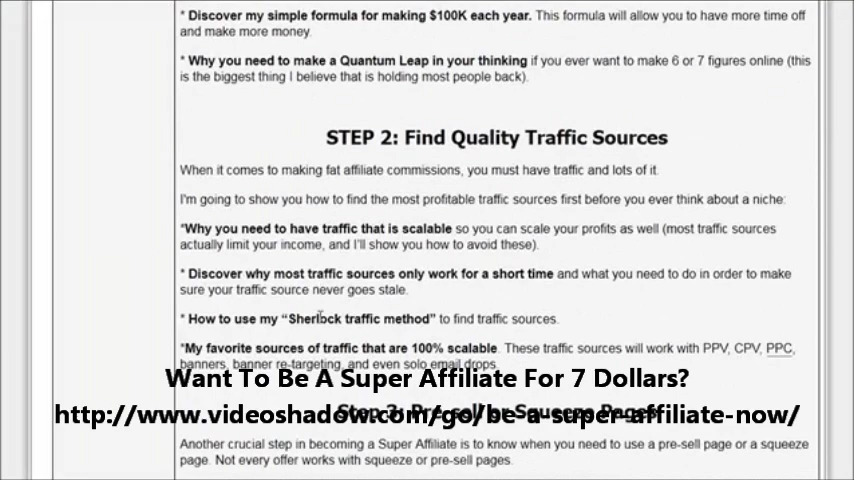 * Discover my simple formula for making $100K each year. This formula will allow you to have more time off
and make more money.
* Why you need to make a Quantum Leap in your thinking if you ever want to make 6 or 7 figures online (this
is the biggest thing I believe that is holding most people back).
STEP 2: Find Quality Traffic Sources
When it comes to making fat affiliate commissions, you must have traffic and lots of it.
I'm going to show you how to find the most profitable traffic sources first before you ever think about a niche:
*Why you need to have traffic that is scalable so you can scale your profits as well (most traffic sources
actually limit your income, and I'll show you how to avoid these).
* Discover why most traffic sources only work for a short time and what you need to do in order to make
sure your traffic source never goes stale.
* How to use my “Sherlock traffic method” to find traffic sources.
*My favorite sources of traffic that are 100% scalable. These traffic sources will work with PPV, CPV, PPC,
banners, banner re-targeting, and even solo email drops.
Want To Be A Super Affiliate For 7 Dollars?
Step 3: Pre-sell or Squeeze Pages
http://www.videoshadow.com/go/be-a-super-affiliate-now/
Another crucial step in becoming a Super Affiliate is to know when you need to use a pre-sell page or a squeeze
page. Not every offer works with squeeze or pre-sell pages.